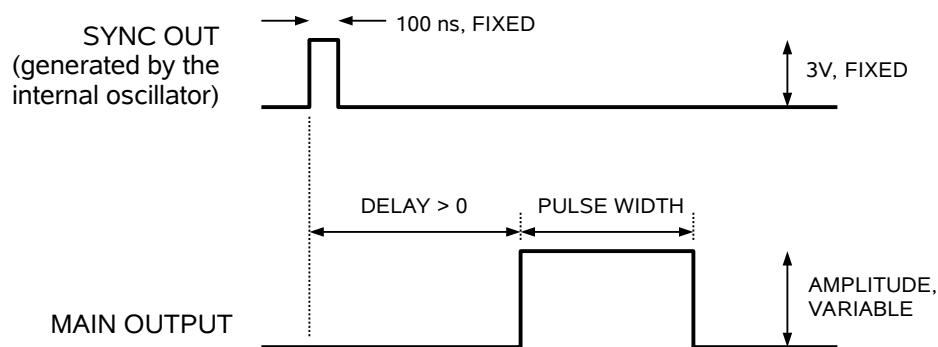 100 ns, FIXED
SYNC OUT
(generated by the
internal oscillator)
3V, FIXED
DELAY > 0
PULSE WIDTH
AMPLITUDE,
VARIABLE
MAIN OUTPUT